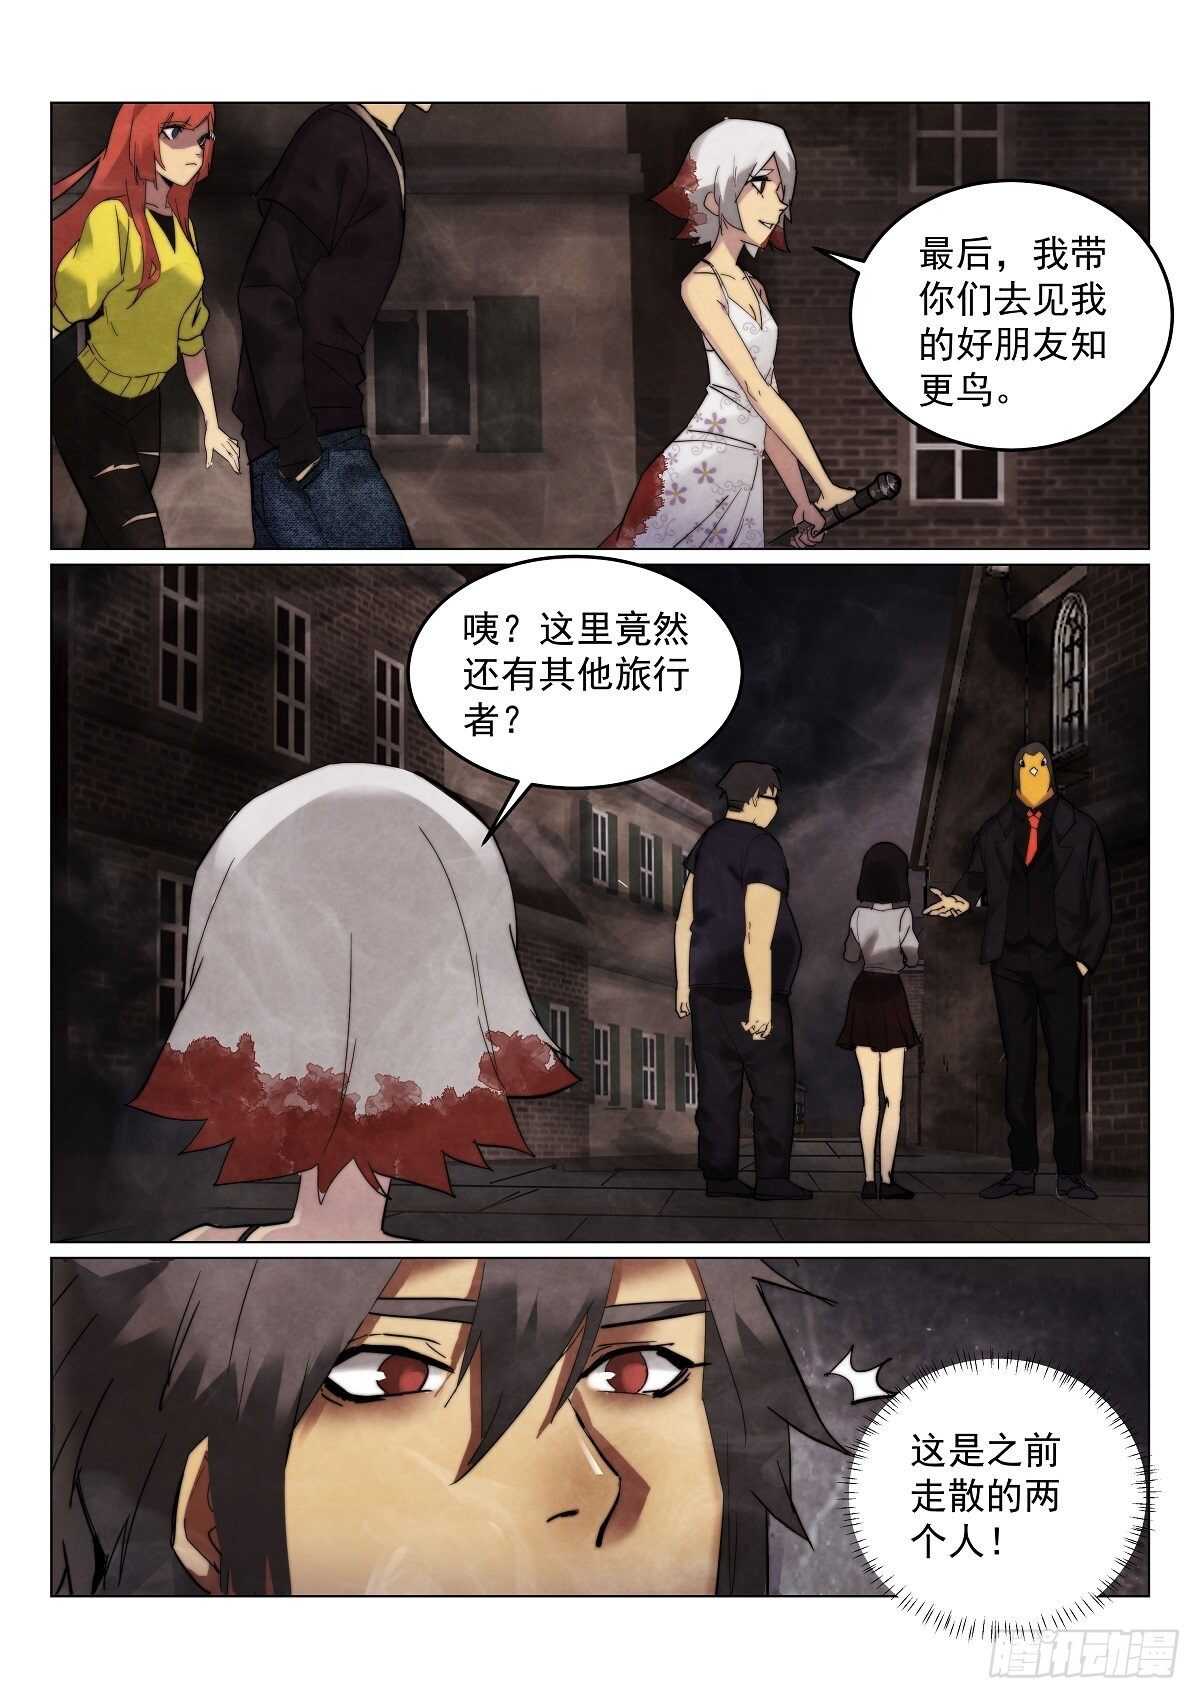 最后，我带
你们去见我
的好朋友知
更鸟。
咦？这里竟然
还有其他旅行
者？
这是之前
走散的两
个人！
腾讯动漫